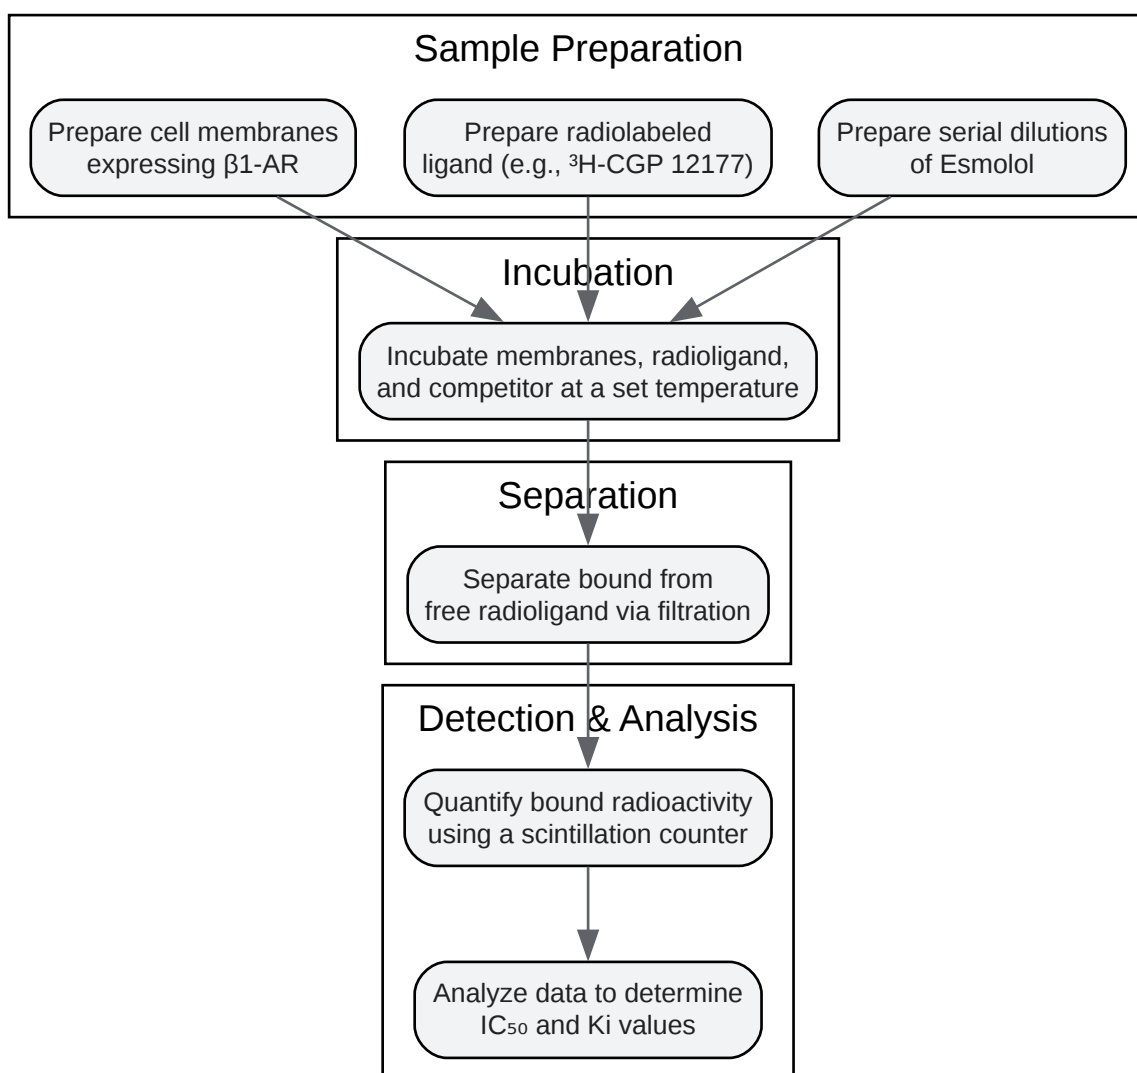 Sample Preparation
Prepare cell membranes
expressing β1-AR
Prepare radiolabeled
ligand (e.g., ³H-CGP 12177)
Prepare serial dilutions
of Esmolol
Incubation
Incubate membranes, radioligand,
and competitor at a set temperature
Separation
Separate bound from
free radioligand via filtration
Detection & Analysis
Quantify bound radioactivity
using a scintillation counter
Analyze data to determine
IC₅₀ and Ki values